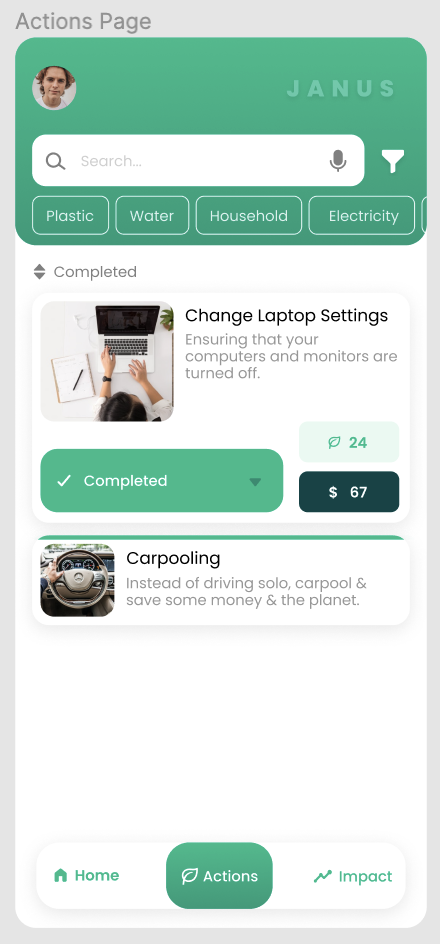 Actions Page
JANUS
Search...
Plastic Water Household Electricity
Completed
Change Laptop Settings
Ensuring that your
computers and monitors are
turned off.
24
Completed
$ 67
Carpooling
Instead of driving solo, carpool &
save some money & the planet.
Home Actions Impact